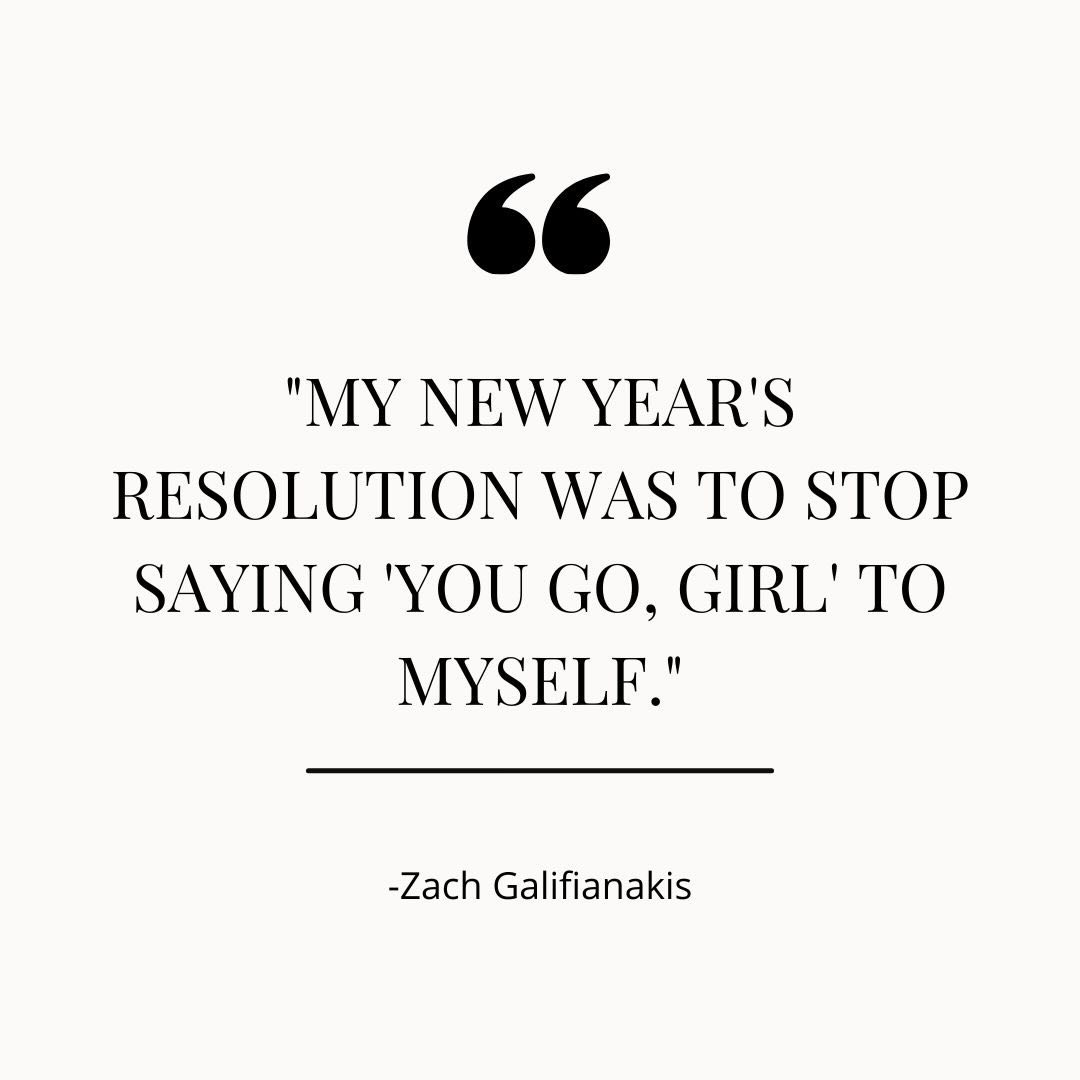 "MY NEW YEAR'S
RESOLUTION WAS TO STOP
SAYING 'YOU GO, GIRL' TO
MYSELF."
-Zach Galifianakis